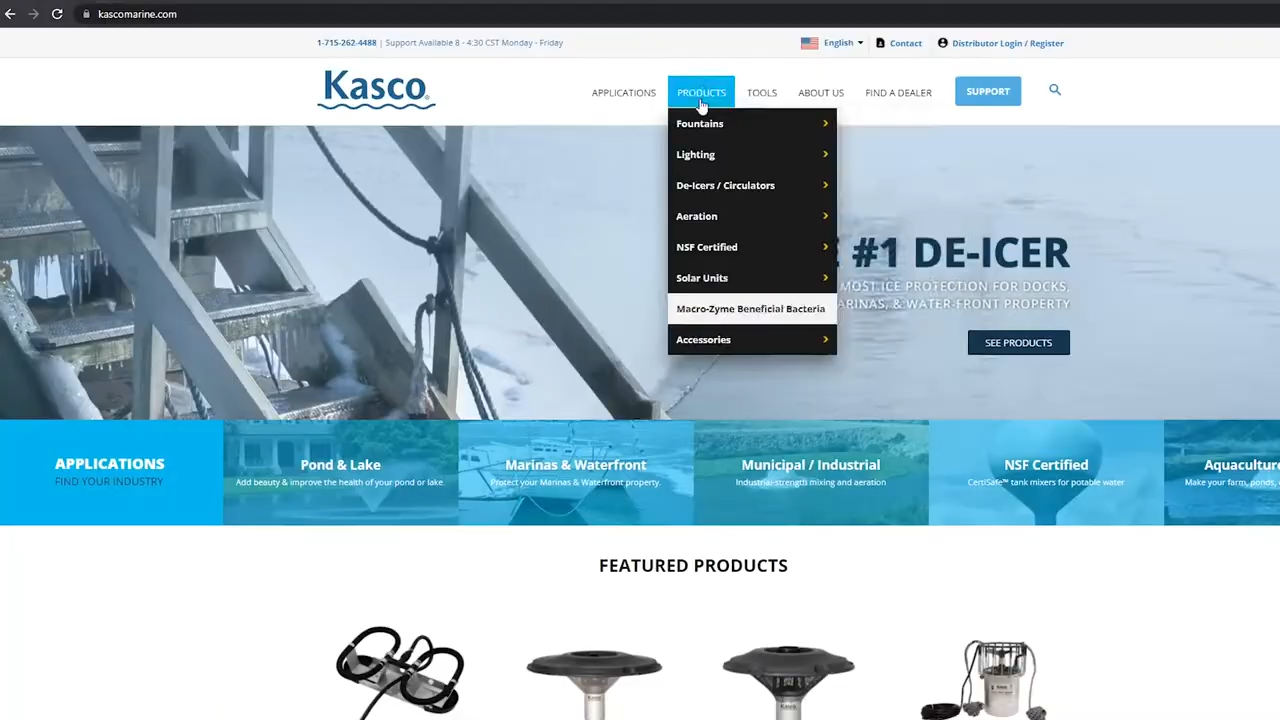 kascomarine.com
1-715-262-4488 | Support Available 8 - 4:30 CST Monday - Friday
English
Contact
Distributor Login / Register
Kasco
APPLICATIONS
PRODUCTS
TOOLS
ABOUT US
FIND A DEALER
SUPPORT
Fountains
Lighting
De-Icers / Circulators
Aeration
NSF Certified
Solar Units
Macro-Zyme Beneficial Bacteria
Accessories
#1 DE-ICER
MOST ICE PROTECTION FOR DOCKS,
& WATER-FRONT PROPERTY
SEE PRODUCTS
APPLICATIONS
FIND YOUR INDUSTRY
Pond & Lake
Add beauty & improve the health of your pond or lake.
Marinas & Waterfront
Protect your Marinas & Waterfront property.
Municipal / Industrial
Industrial-strength mixing and aeration
NSF Certified
CertiSafe™ tank mixers for potable water
Aquaculture
Make your farm, ponds,
FEATURED PRODUCTS
Kasco
Kasco